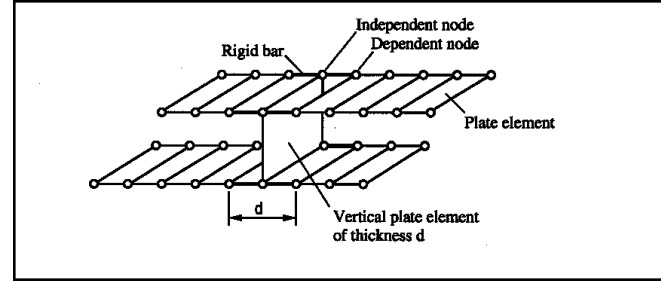 Independent node
Rigid bar
Dependent node
Plate element
d
Vertical plate element
of thickness d